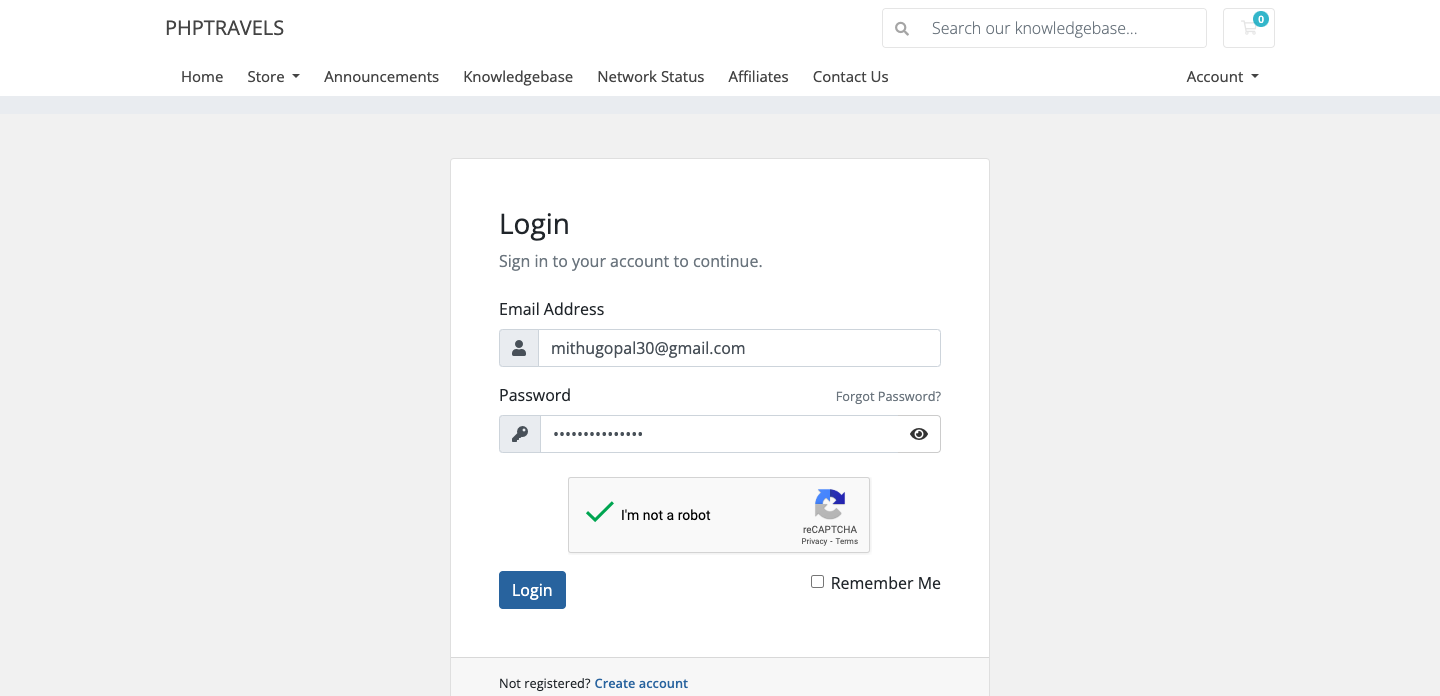 PHPTRAVELS
Search our knowledgebase...
0
Home Store Announcements Knowledgebase Network Status Affiliates Contact Us Account
Login
Sign in to your account to continue.
Email Address
mithugopal30@gmail.com
Password Forgot Password?
•••••••••••••••
I'm not a robot
reCAPTCHA
Privacy - Terms
Login Remember Me
Not registered? Create account